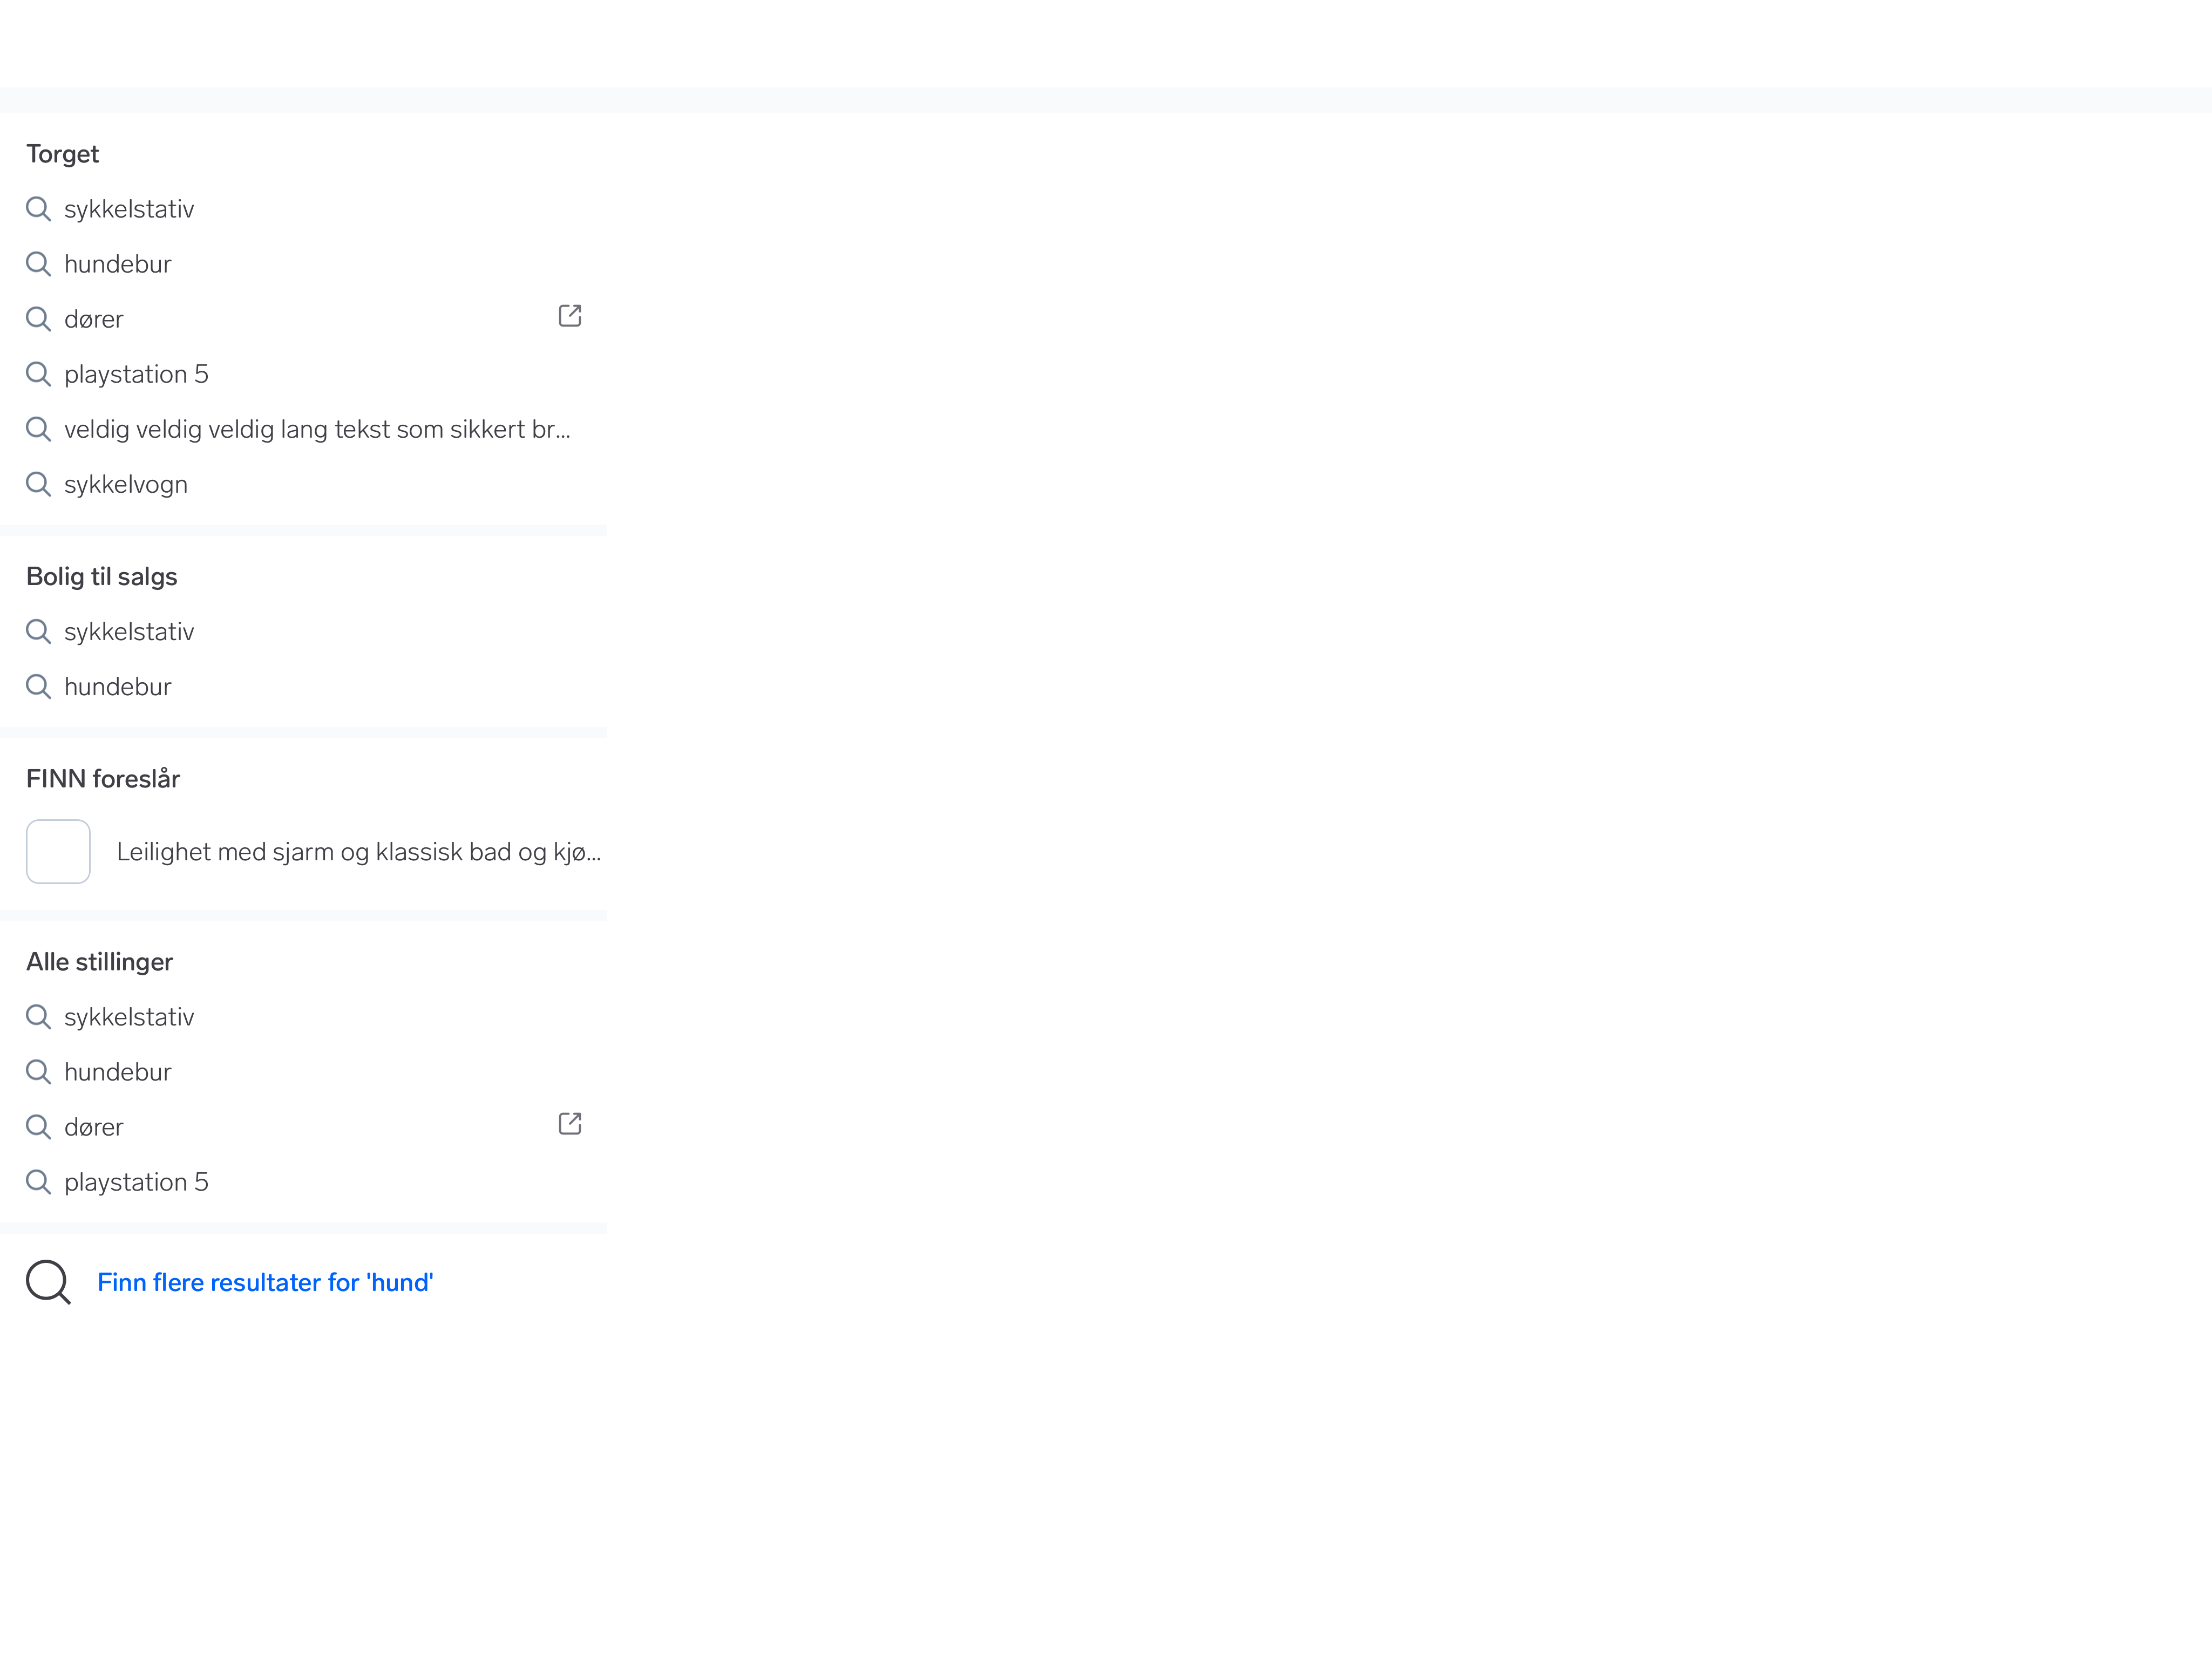 Torget
sykkelstativ
hundebur
dører
playstation 5
veldig veldig veldig lang tekst som sikkert br...
sykkelvogn
Bolig til salgs
sykkelstativ
hundebur
FINN foreslår
Leilighet med sjarm og klassisk bad og kjø...
Alle stillinger
sykkelstativ
hundebur
dører
playstation 5
Finn flere resultater for 'hund'